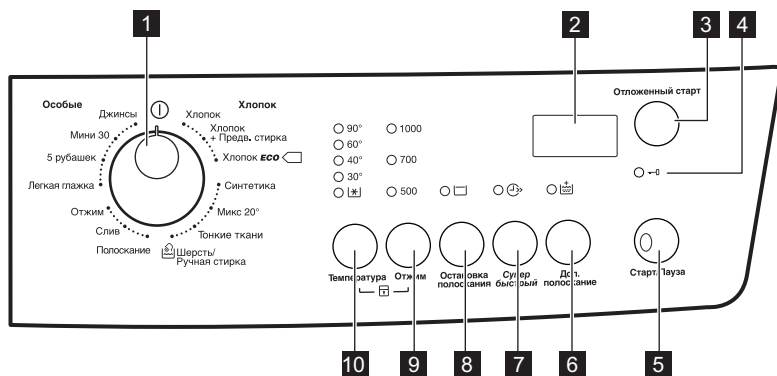 1
2
3
4
Особые
Хлопок
Джинсы
Мини 30
5 рубашек
Легкая глажка
Отжим
Слив
Полоскание
Хлопок
Хлопок
+ Предв. стирка
Хлопок ECO
Синтетика
Микс 20°
Тонкие ткани
Шерсть/
Ручная стирка
90°
60°
40°
30°
1000
700
500
Отложенный старт
Температура
Отжим
Остановка
полоскания
Супер
быстрый
Доп.
полоскание
Старт/Пауза
10
9
8
7
6
5